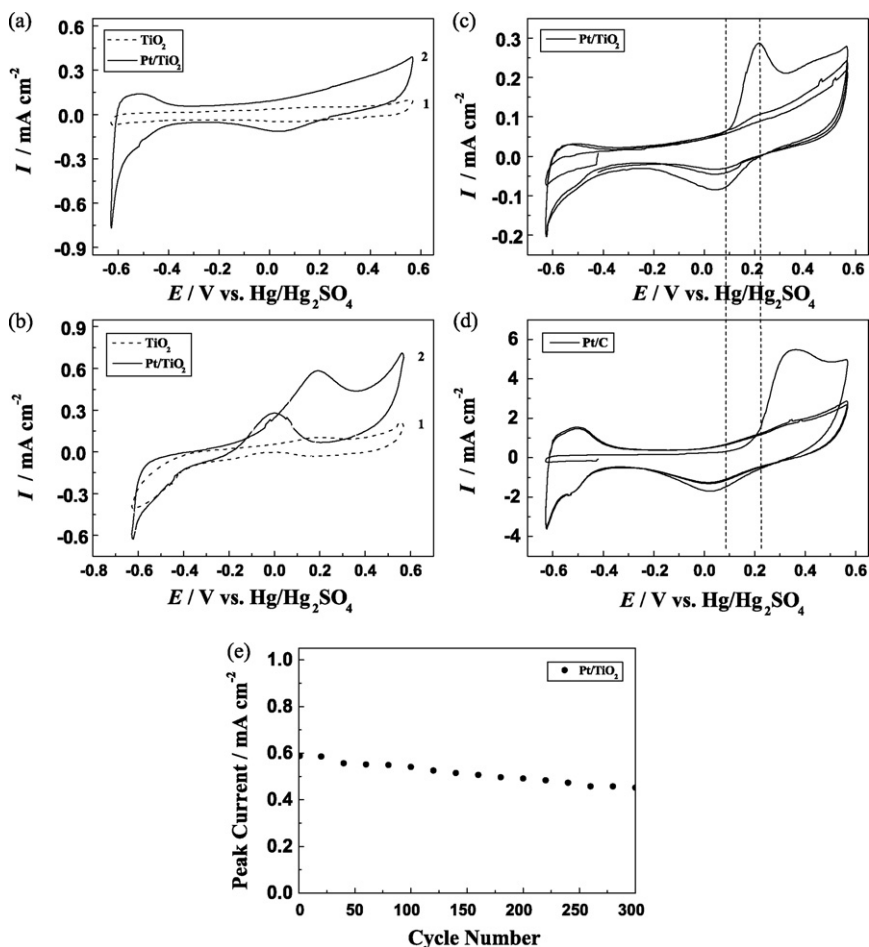 (a)
TiO₂
Pt/TiO₂
2
1
0.6
0.3
0.0
-0.3
-0.6
-0.9
I / mA cm⁻²
-0.6 -0.4 -0.2 0.0 0.2 0.4 0.6
E / V vs. Hg/Hg₂SO₄
(b)
TiO₂
Pt/TiO₂
2
1
0.9
0.6
0.3
0.0
-0.3
-0.6
I / mA cm⁻²
-0.8 -0.6 -0.4 -0.2 0.0 0.2 0.4 0.6
E / V vs. Hg/Hg₂SO₄
(c)
Pt/TiO₂
0.3
0.2
0.1
0.0
-0.1
-0.2
I / mA cm⁻²
-0.6 -0.4 -0.2 0.0 0.2 0.4 0.6
E / V vs. Hg/Hg₂SO₄
(d)
Pt/C
6
4
2
0
-2
-4
I / mA cm⁻²
-0.6 -0.4 -0.2 0.0 0.2 0.4 0.6
E / V vs. Hg/Hg₂SO₄
(e)
Pt/TiO₂
1.0
0.8
0.6
0.4
0.2
0.0
Peak Current / mA cm⁻²
0 50 100 150 200 250 300
Cycle Number